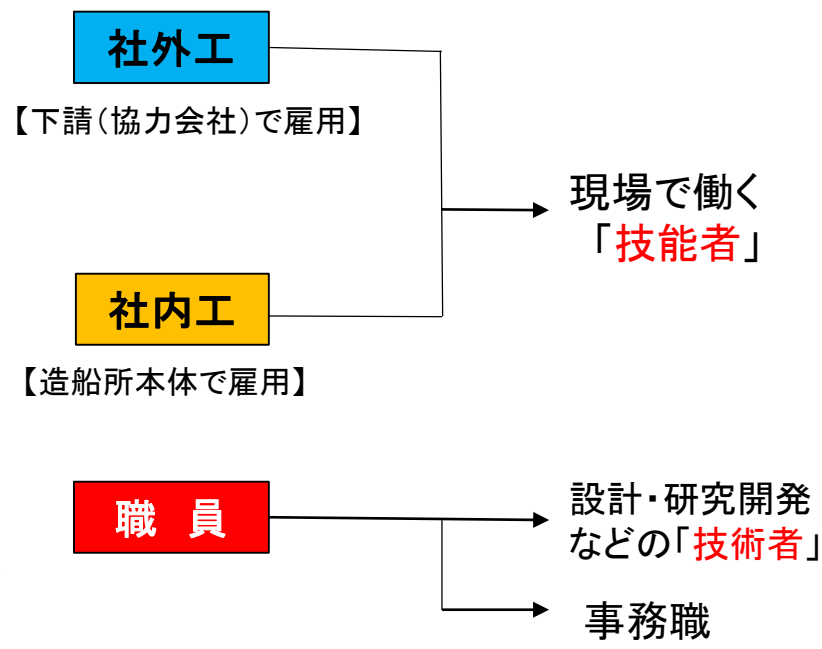 社外工
【下請(協力会社)で雇用】
現場で働く
「技能者」
社内工
【造船所本体で雇用】
職　員
設計・研究開発
などの「技術者」
事務職